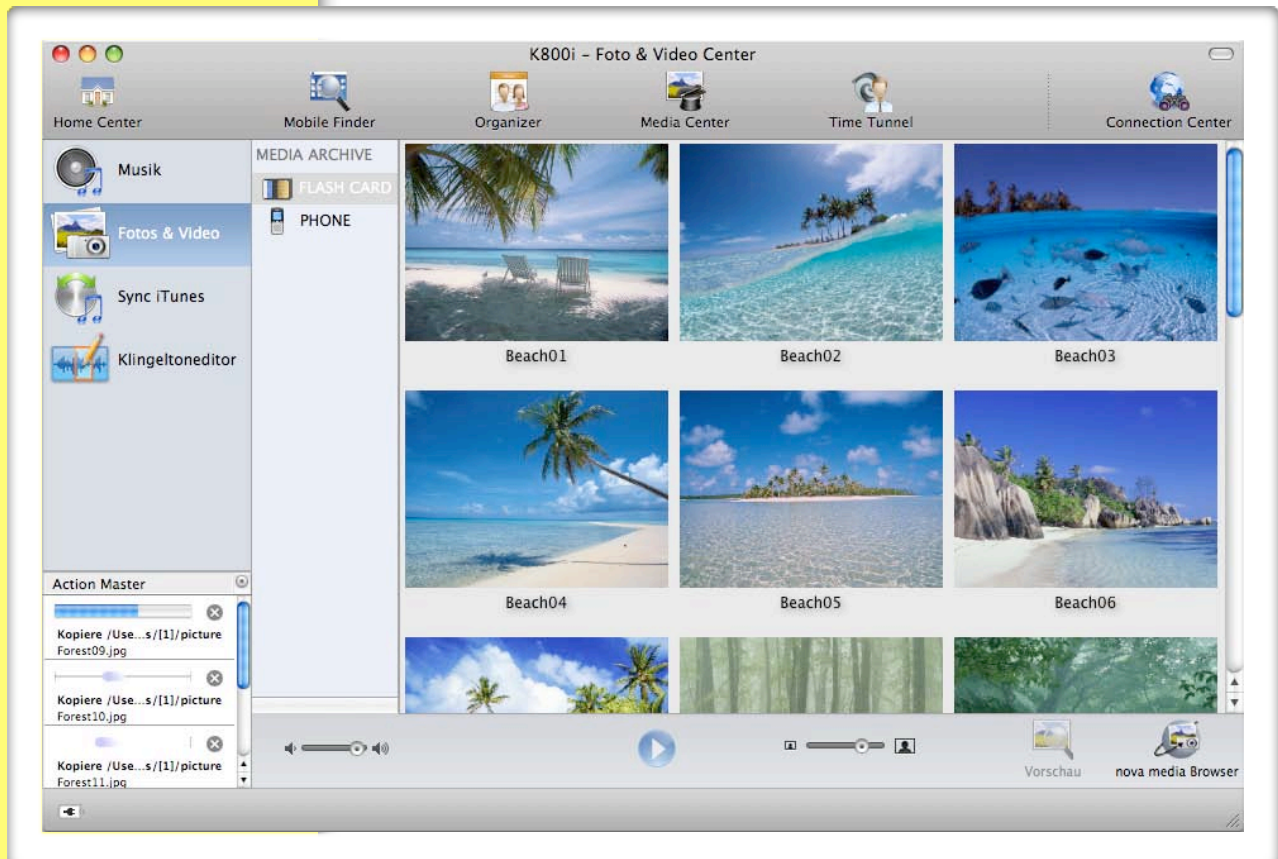 K800i – Foto & Video Center
Home Center
Mobile Finder
Organizer
Media Center
Time Tunnel
Connection Center
Musik
Fotos & Video
Sync iTunes
Klingeltoneditor
MEDIA ARCHIVE
FLASH CARD
PHONE
Beach01
Beach02
Beach03
Beach04
Beach05
Beach06
Action Master
Kopiere /Use...s/[1]/picture
Forest09.jpg
Kopiere /Use...s/[1]/picture
Forest10.jpg
Kopiere /Use...s/[1]/picture
Forest11.jpg
Vorschau
nova media Browser